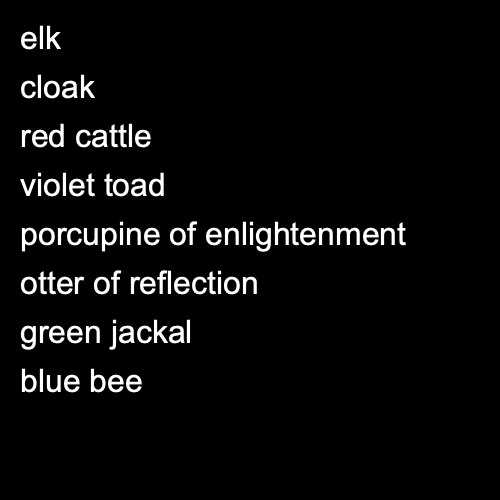 elk
cloak
red cattle
violet toad
porcupine of enlightenment
otter of reflection
green jackal
blue bee